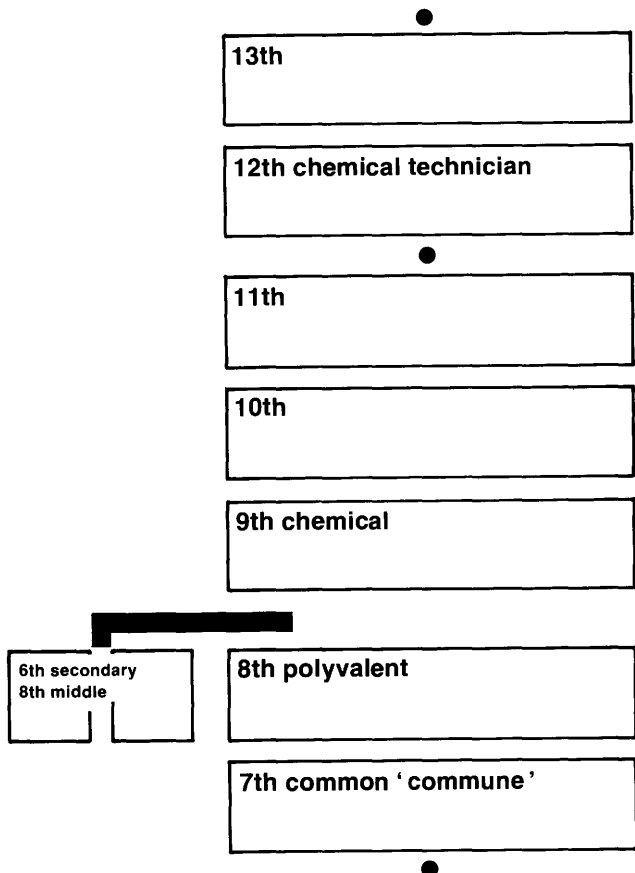 13th
12th chemical technician
11th
10th
9th chemical
6th secondary
8th middle
8th polyvalent
7th common ‘commune’